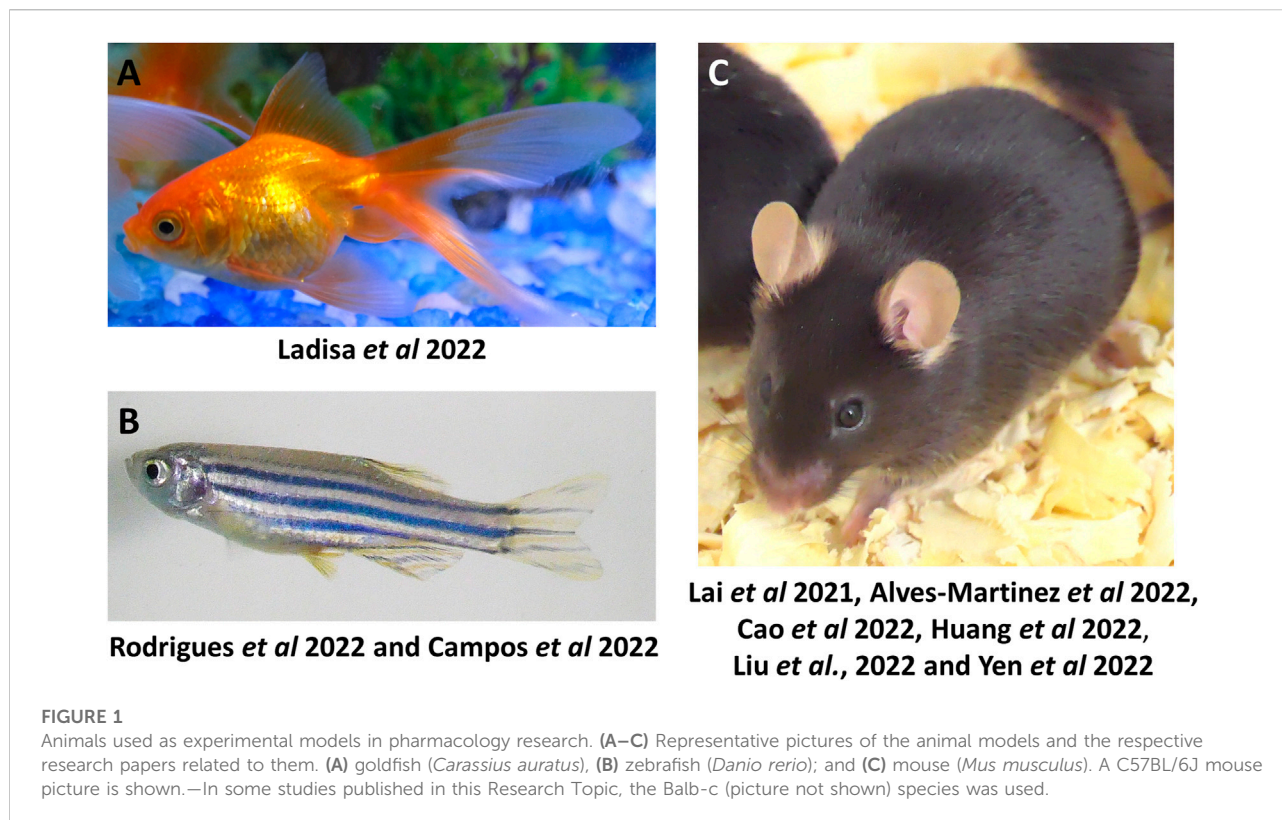 A
Ladisa et al 2022
B
Rodrigues et al 2022 and Campos et al 2022
C
Lai et al 2021, Alves-Martinez et al 2022,
Cao et al 2022, Huang et al 2022,
Liu et al., 2022 and Yen et al 2022
FIGURE 1
Animals used as experimental models in pharmacology research. (A–C) Representative pictures of the animal models and the respective
research papers related to them. (A) goldfish (Carassius auratus), (B) zebrafish (Danio rerio); and (C) mouse (Mus musculus). A C57BL/6J mouse
picture is shown.—In some studies published in this Research Topic, the Balb-c (picture not shown) species was used.